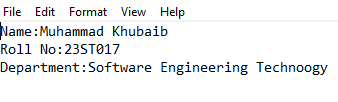 File Edit Format View Help
Name:Muhammad Khubaib
Roll No:23ST017
Department:Software Engineering Technoogy